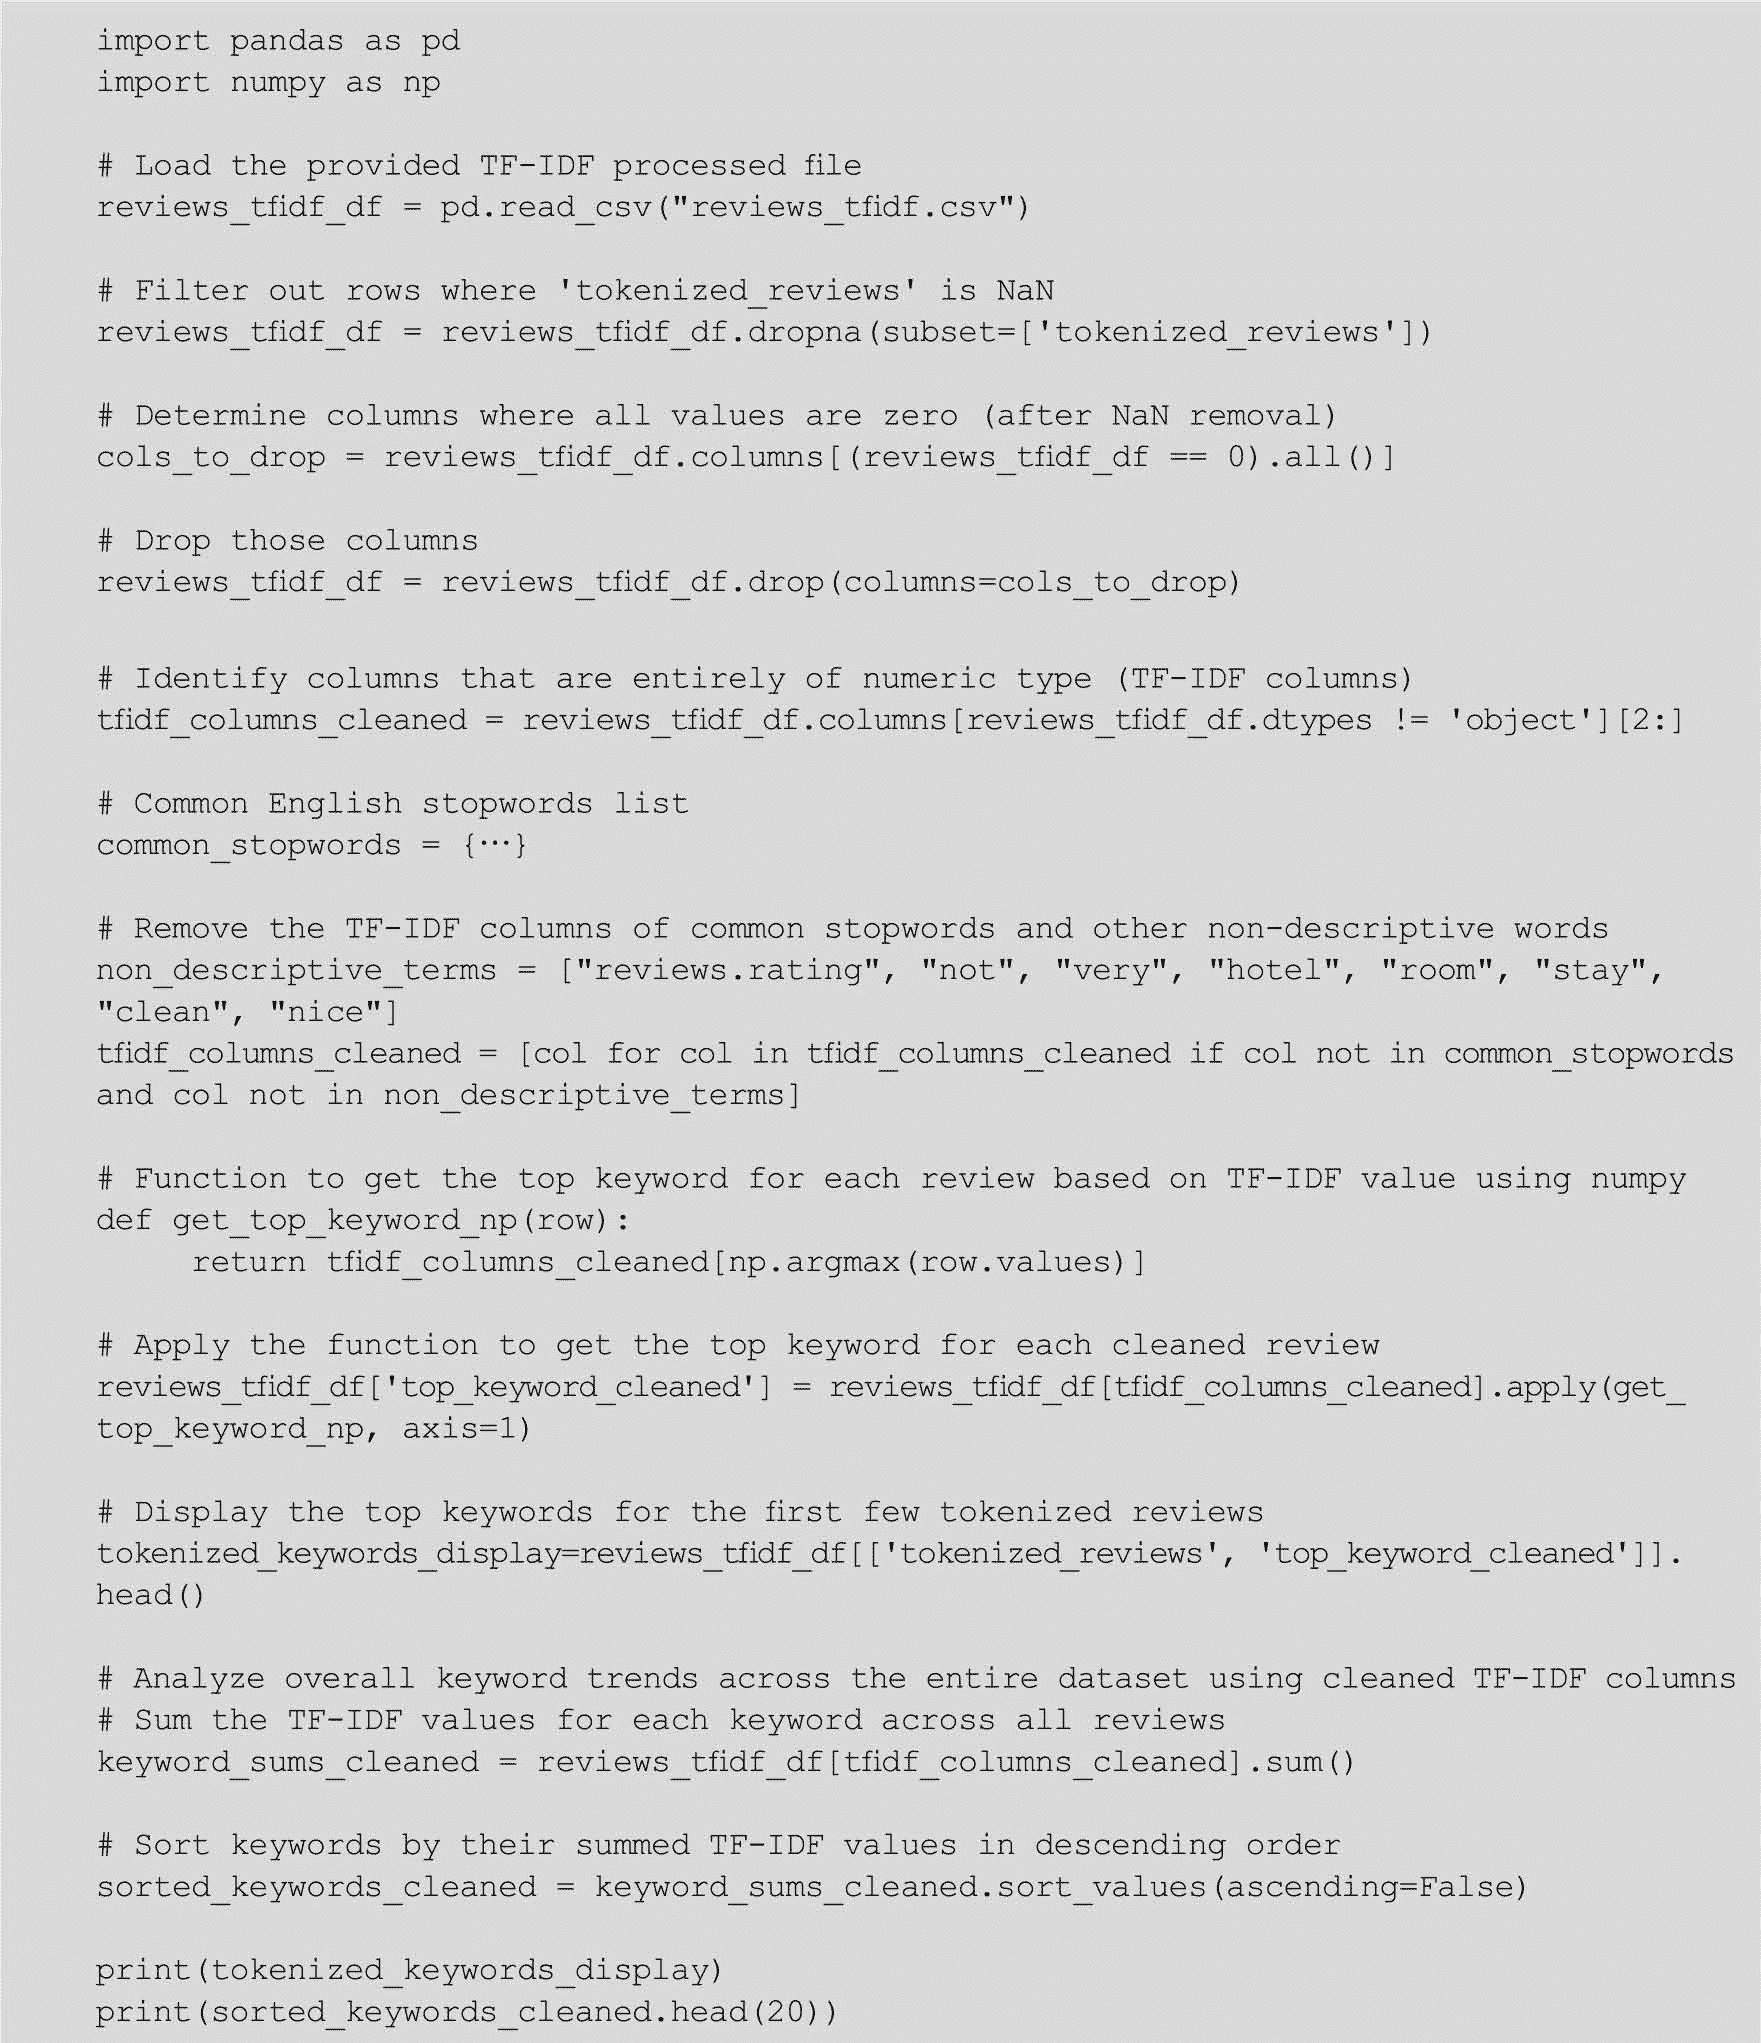 import pandas as pd
import numpy as np
# Load the provided TF-IDF processed file
reviews_tfidf_df = pd.read_csv("reviews_tfidf.csv")
# Filter out rows where 'tokenized_reviews' is NaN
reviews_tfidf_df = reviews_tfidf_df.dropna(subset=['tokenized_reviews'])
# Determine columns where all values are zero (after NaN removal)
cols_to_drop = reviews_tfidf_df.columns[(reviews_tfidf_df == 0).all()]
# Drop those columns
reviews_tfidf_df = reviews_tfidf_df.drop(columns=cols_to_drop)
# Identify columns that are entirely of numeric type (TF-IDF columns)
tfidf_columns_cleaned = reviews_tfidf_df.columns[reviews_tfidf_df.dtypes != 'object'][2:]
# Common English stopwords list
common_stopwords = {…}
# Remove the TF-IDF columns of common stopwords and other non-descriptive words
non_descriptive_terms = ["reviews.rating", "not", "very", "hotel", "room", "stay",
"clean", "nice"]
tfidf_columns_cleaned = [col for col in tfidf_columns_cleaned if col not in common_stopwords
and col not in non_descriptive_terms]
# Function to get the top keyword for each review based on TF-IDF value using numpy
def get_top_keyword_np(row):
     return tfidf_columns_cleaned[np.argmax(row.values)]
# Apply the function to get the top keyword for each cleaned review
reviews_tfidf_df['top_keyword_cleaned'] = reviews_tfidf_df[tfidf_columns_cleaned].apply(get_
top_keyword_np, axis=1)
# Display the top keywords for the first few tokenized reviews
tokenized_keywords_display=reviews_tfidf_df[['tokenized_reviews', 'top_keyword_cleaned']].
head()
# Analyze overall keyword trends across the entire dataset using cleaned TF-IDF columns
# Sum the TF-IDF values for each keyword across all reviews
keyword_sums_cleaned = reviews_tfidf_df[tfidf_columns_cleaned].sum()
# Sort keywords by their summed TF-IDF values in descending order
sorted_keywords_cleaned = keyword_sums_cleaned.sort_values(ascending=False)
print(tokenized_keywords_display)
print(sorted_keywords_cleaned.head(20))